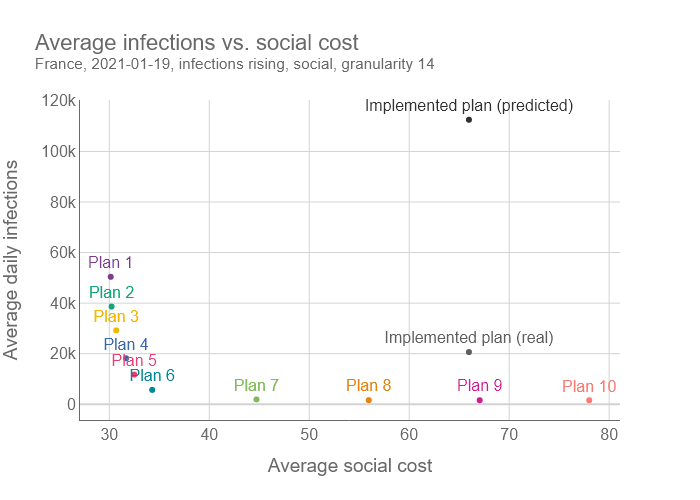 Average infections vs. social cost
France, 2021-01-19, infections rising, social, granularity 14
120k
Implemented plan (predicted)
100k
80k
60k
Plan 1
Plan 2
40k
Plan 3
Implemented plan (real)
Plan 4
20k
Plan 5
Plan 6
Plan 7
Plan 8
Plan 9
Plan 10
0
30
40
50
60
70
80
Average social cost
Average daily infections